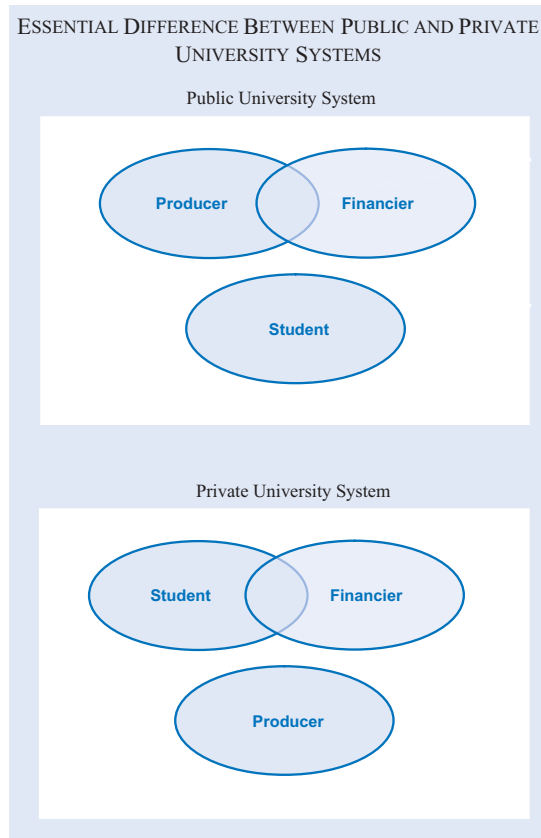 ESSENTIAL DIFFERENCE BETWEEN PUBLIC AND PRIVATE
UNIVERSITY SYSTEMS
Public University System
Producer
Financier
Student
Private University System
Student
Financier
Producer